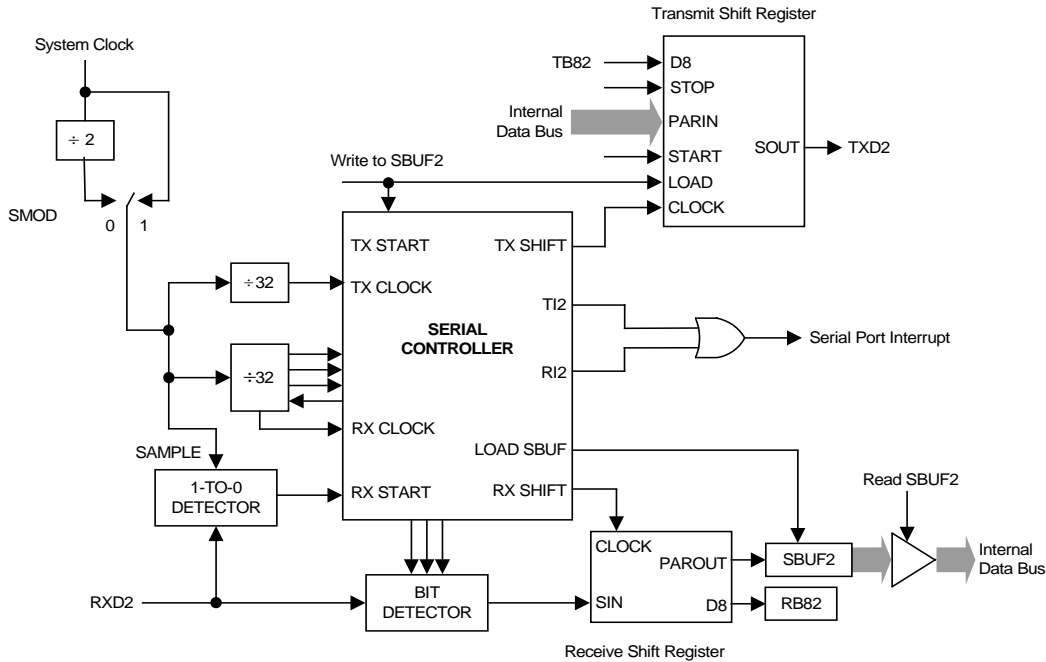 Transmit Shift Register
System Clock
TB82
D8
STOP
Internal
Data Bus
PARIN
÷ 2
START
SOUT
TXD2
Write to SBUF2
LOAD
CLOCK
SMOD
0
1
TX START
TX SHIFT
÷32
TX CLOCK
TI2
SERIAL
CONTROLLER
Serial Port Interrupt
÷32
RI2
RX CLOCK
SAMPLE
LOAD SBUF
1-TO-0
DETECTOR
RX START
RX SHIFT
Read SBUF2
CLOCK
PAROUT
SBUF2
Internal
Data Bus
RXD2
BIT
DETECTOR
SIN
D8
RB82
Receive Shift Register